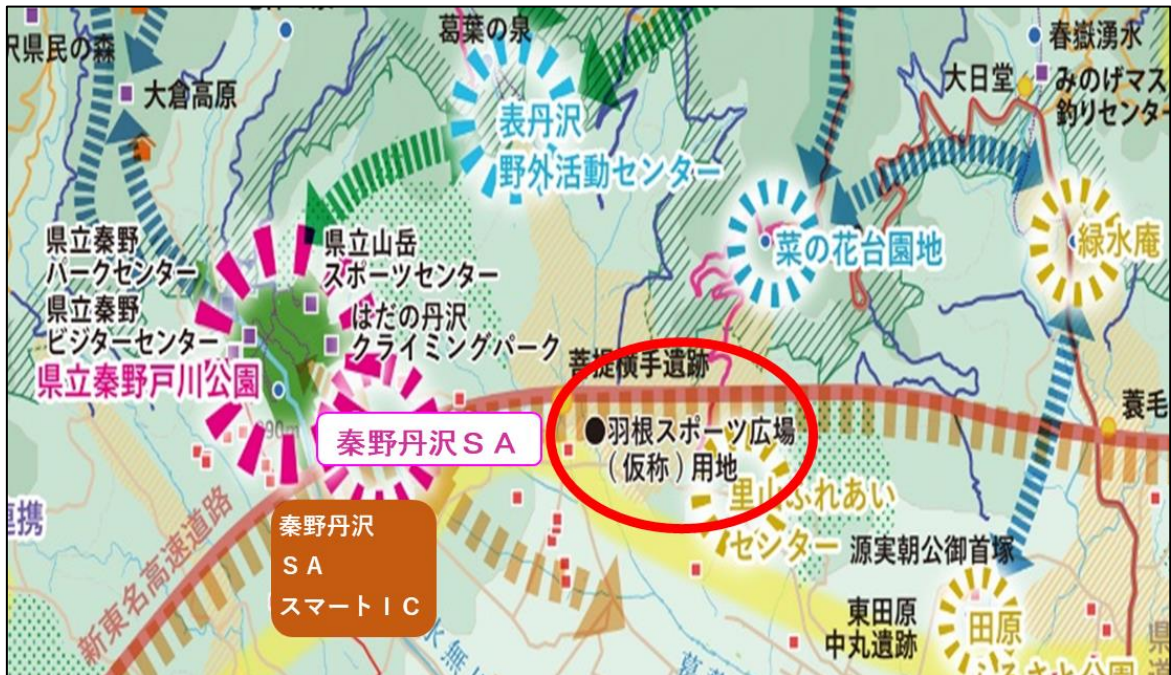 葛葉の泉
沢県民の森
大倉高原
表丹沢
野外活動センター
春嶽湧水
大日堂
みのげマス
釣りセンター
県立秦野
パークセンター
県立山岳
スポーツセンター
県立秦野
ビジターセンター
はだの丹沢
クライミングパーク
県立秦野戸川公園
菜の花台園地
緑水庵
菩提横手遺跡
蓑毛
秦野丹沢ＳＡ
●羽根スポーツ広場
（仮称）用地
里山ふれあい
センター
源実朝公御首塚
連携
新東名高速道路
秦野丹沢
ＳＡ
スマートＩＣ
東田原
中丸遺跡
田原
ふるさと公園
県道